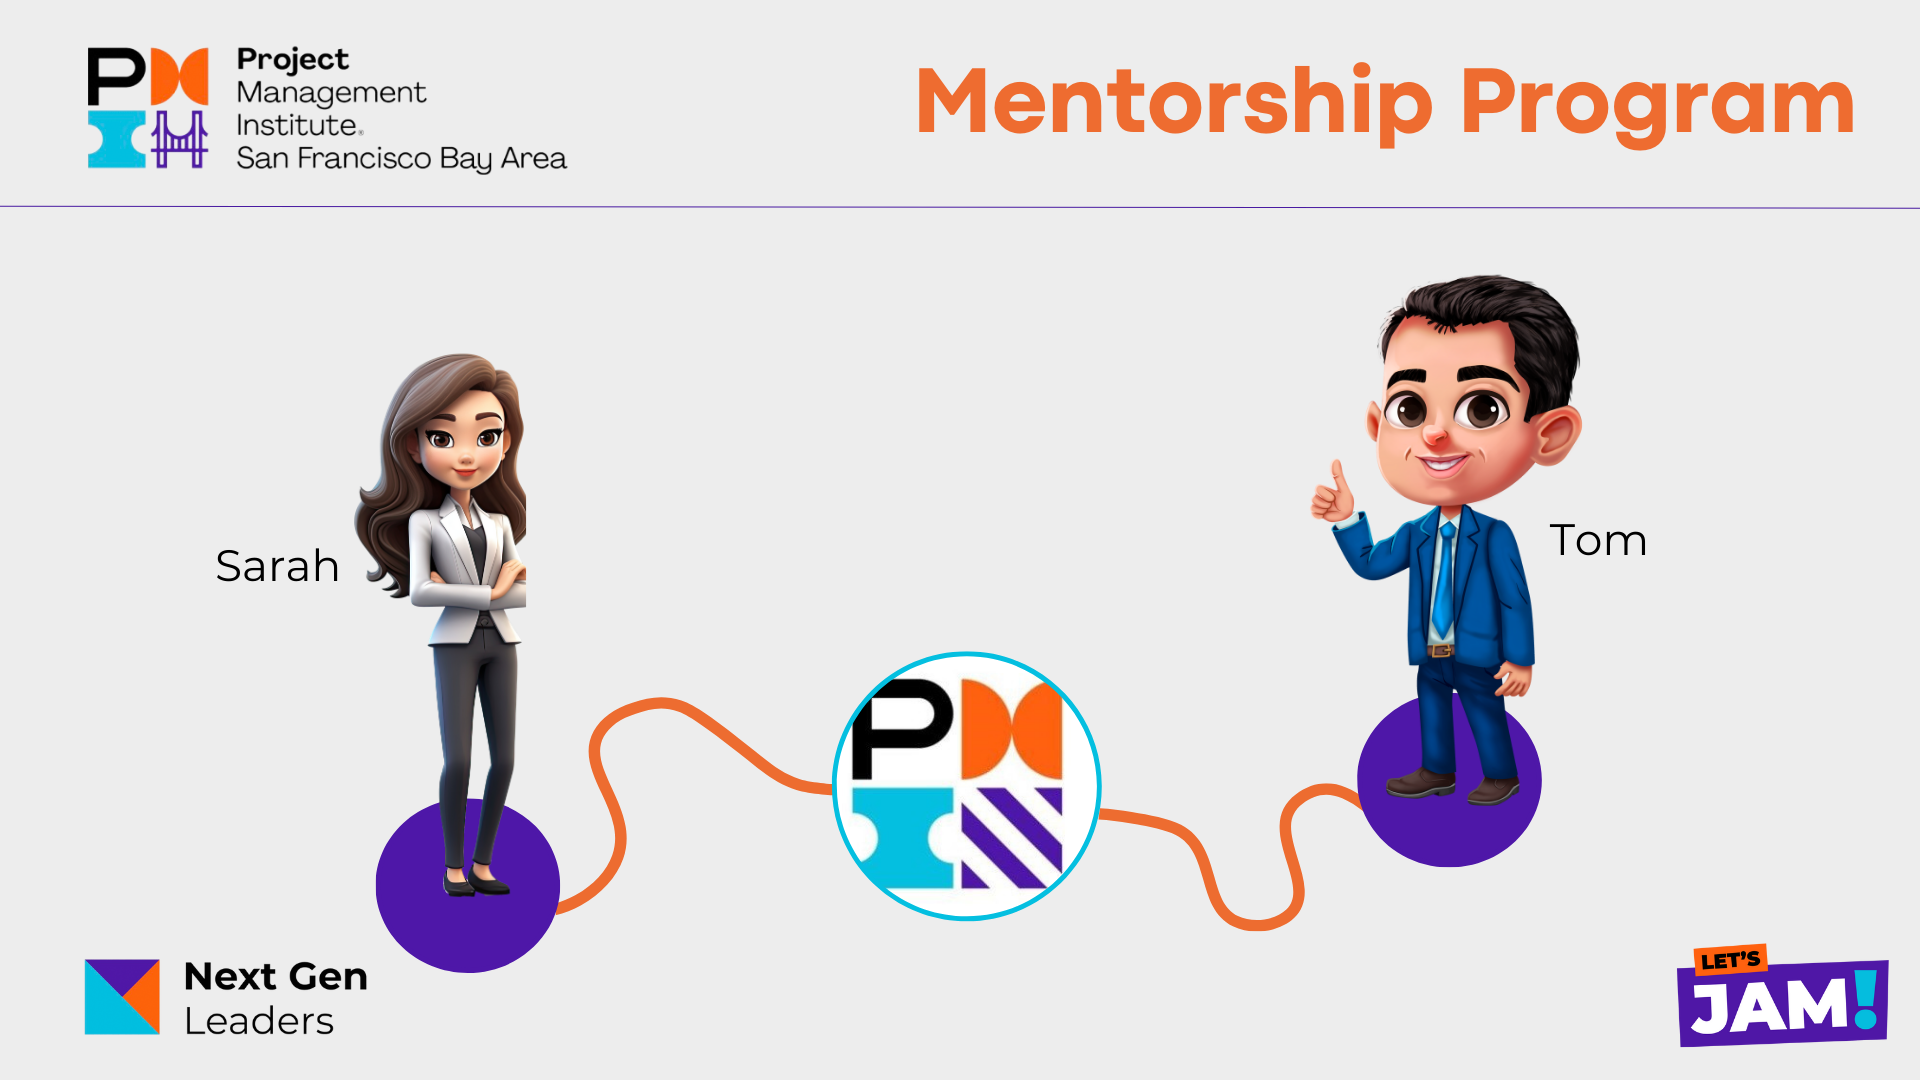 Project
Management
Institute®
San Francisco Bay Area
Mentorship Program
Sarah
Tom
Next Gen
Leaders
LET'S
JAM!